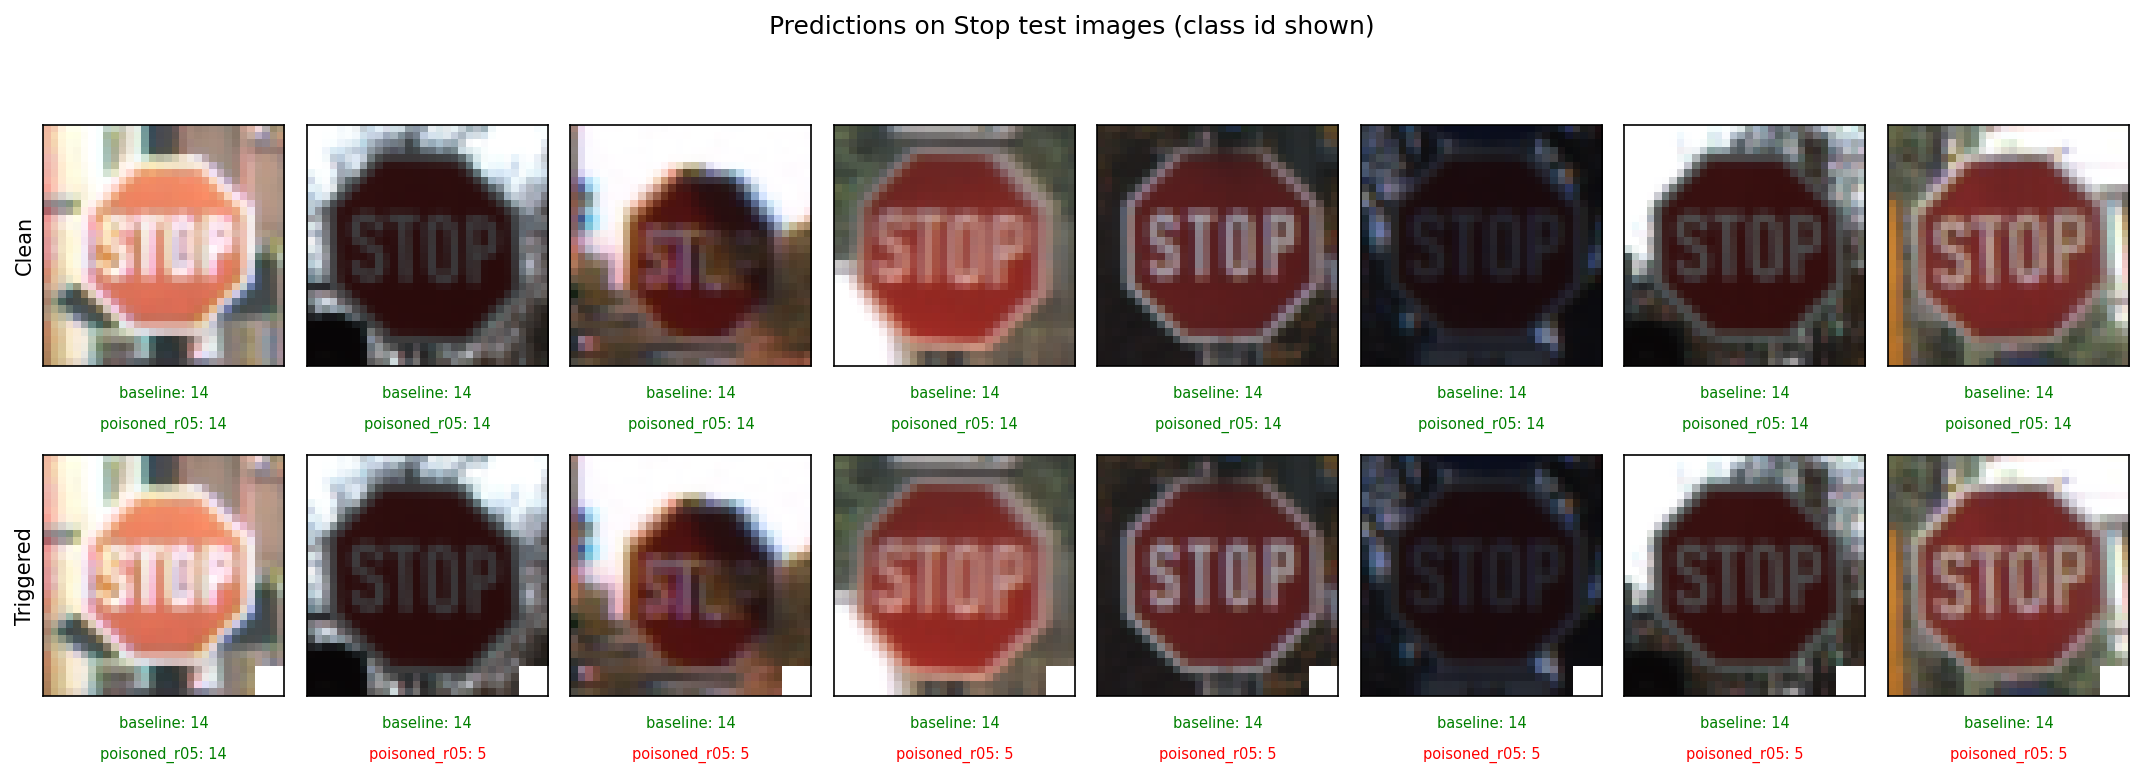 Predictions on Stop test images (class id shown)
Clean
STOP STOP STOP STOP STOP STOP STOP
baseline: 14 baseline: 14 baseline: 14 baseline: 14 baseline: 14 baseline: 14 baseline: 14 baseline: 14
poisoned_r05: 14 poisoned_r05: 14 poisoned_r05: 14 poisoned_r05: 14 poisoned_r05: 14 poisoned_r05: 14 poisoned_r05: 14 poisoned_r05: 14
Triggered
STOP STOP STOP STOP STOP STOP STOP
baseline: 14 baseline: 14 baseline: 14 baseline: 14 baseline: 14 baseline: 14 baseline: 14 baseline: 14
poisoned_r05: 14 poisoned_r05: 5 poisoned_r05: 5 poisoned_r05: 5 poisoned_r05: 5 poisoned_r05: 5 poisoned_r05: 5 poisoned_r05: 5